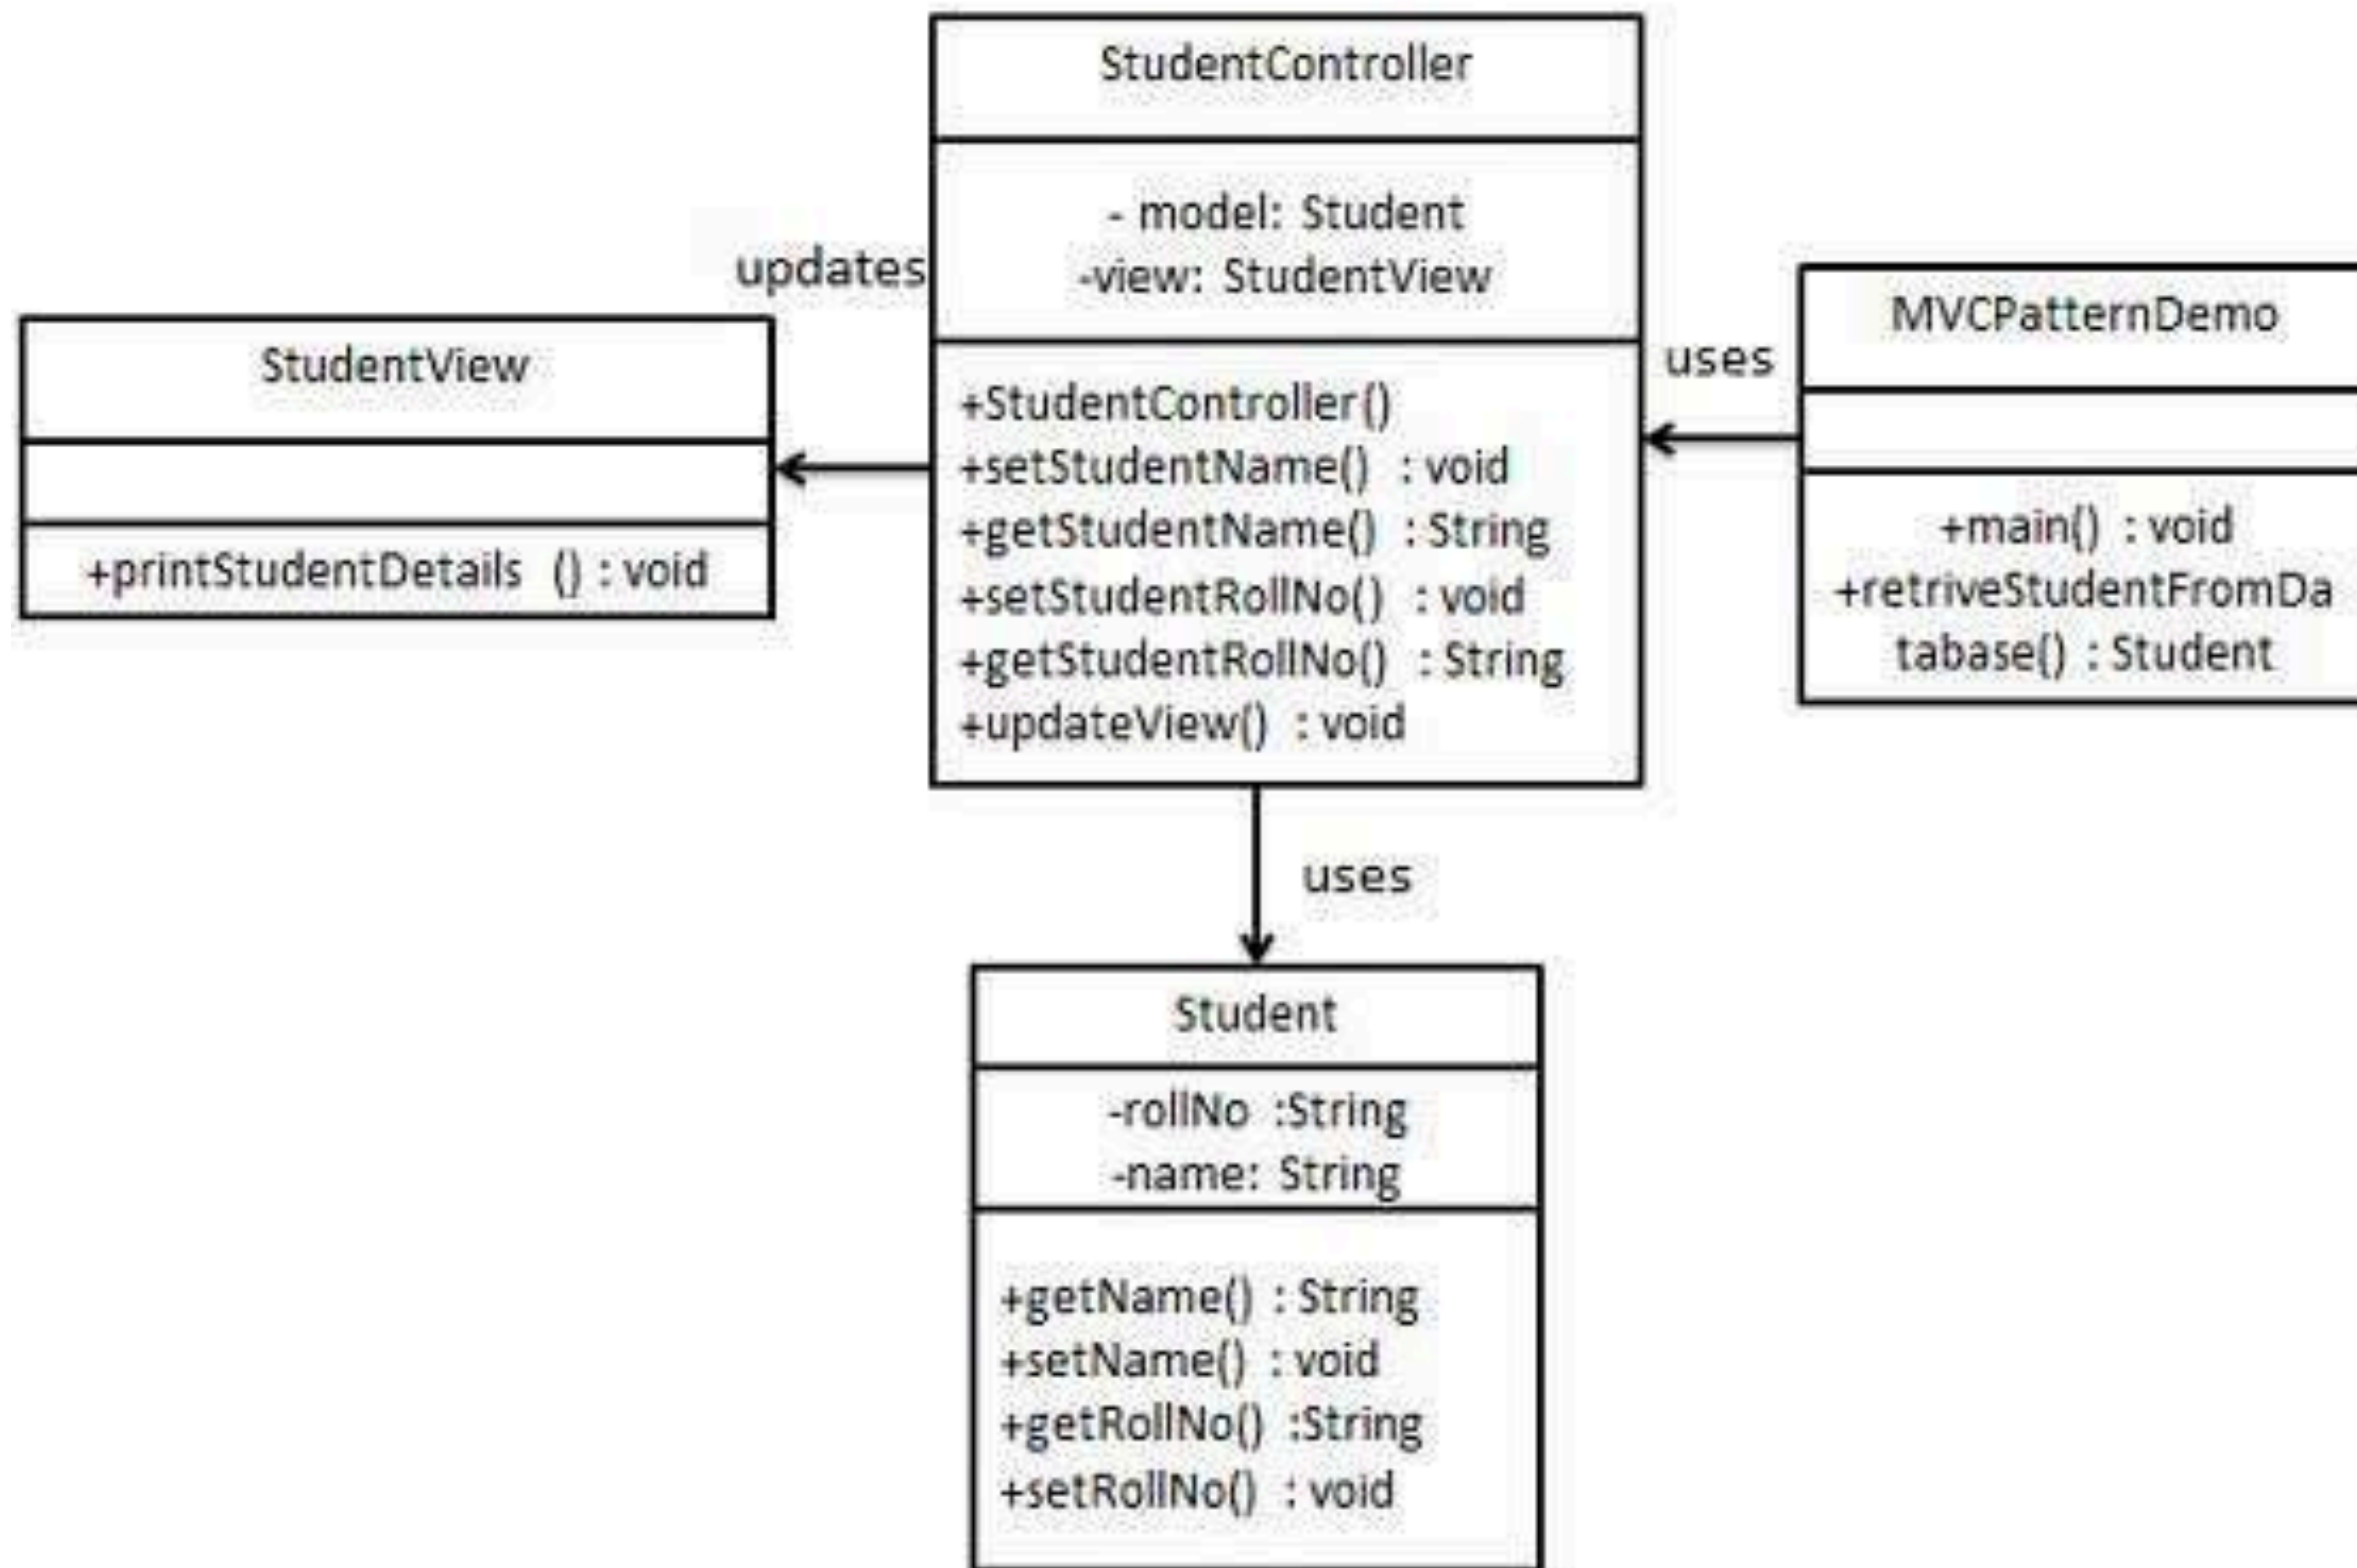 StudentController
- model: Student
-view: StudentView
+StudentController()
+setStudentName() : void
+getStudentName() : String
+setStudentRollNo() : void
+getStudentRollNo() : String
+updateView() : void
updates
StudentView
+printStudentDetails () : void
uses
MVCPatternDemo
+main() : void
+retriveStudentFromDa
tabase() : Student
uses
Student
-rollNo :String
-name: String
+getName() : String
+setName() : void
+getRollNo() :String
+setRollNo() : void